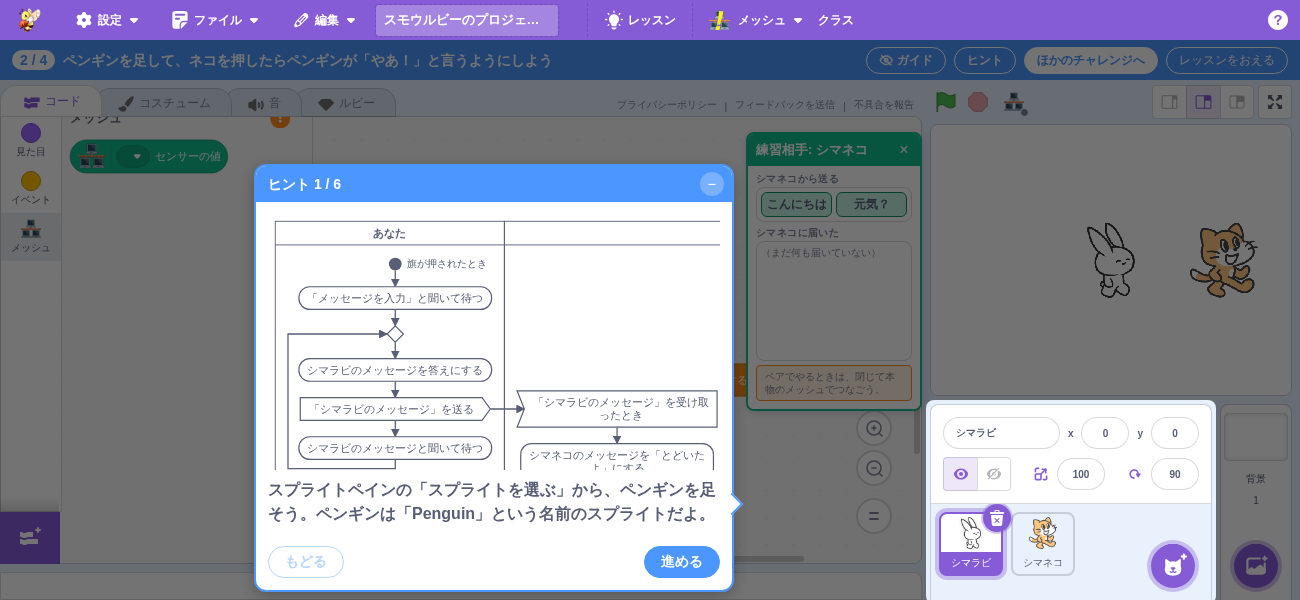 設定
ファイル
編集
スモウルビーのプロジェ…
レッスン
メッシュ
クラス
?
2 / 4
ペンギンを足して、ネコを押したらペンギンが「やあ！」と言うようにしよう
ガイド
ヒント
ほかのチャレンジへ
レッスンをおえる
コード
コスチューム
音
ルビー
プライバシーポリシー | フィードバックを送信 | 不具合を報告
見た目
イベント
メッシュ
メッシュ
センサーの値
ヒント 1 / 6
あなた
旗が押されたとき
「メッセージを入力」と聞いて待つ
シマラビのメッセージを答えにする
「シマラビのメッセージ」を送る
シマラビのメッセージと聞いて待つ
「シマラビのメッセージ」を受け取
ったとき
シマネコのメッセージを「とどいた
よ」にする
スプライトペインの「スプライトを選ぶ」から、ペンギンを足
そう。ペンギンは「Penguin」という名前のスプライトだよ。
もどる
進める
練習相手: シマネコ
シマネコから送る
こんにちは
元気？
シマネコに届いた
（まだ何も届いていない）
る
ペアでやるときは、閉じて本
物のメッシュでつなごう。
シマラビ
x
0
y
0
100
90
シマラビ
シマネコ
背景
1